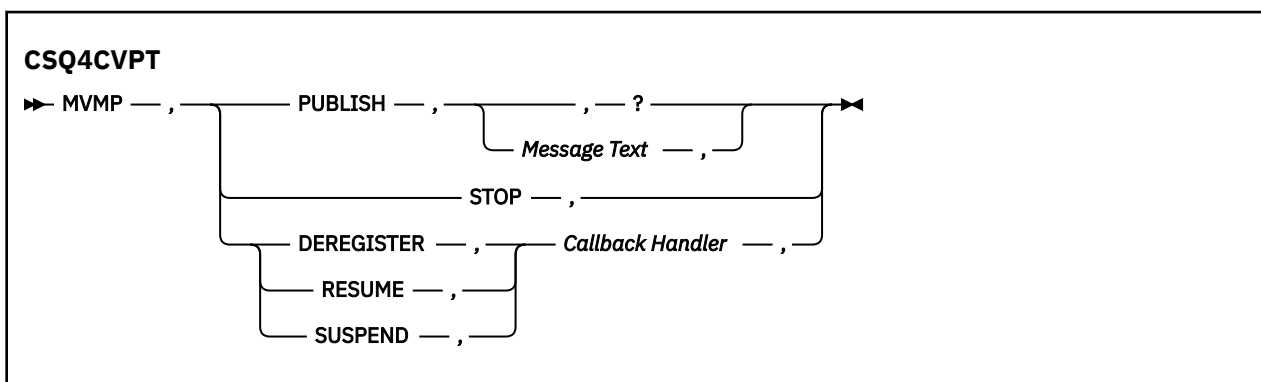 CSQ4CVPT
MVMP , PUBLISH , , ?
Message Text ,
STOP ,
DEREGISTER , Callback Handler ,
RESUME ,
SUSPEND ,